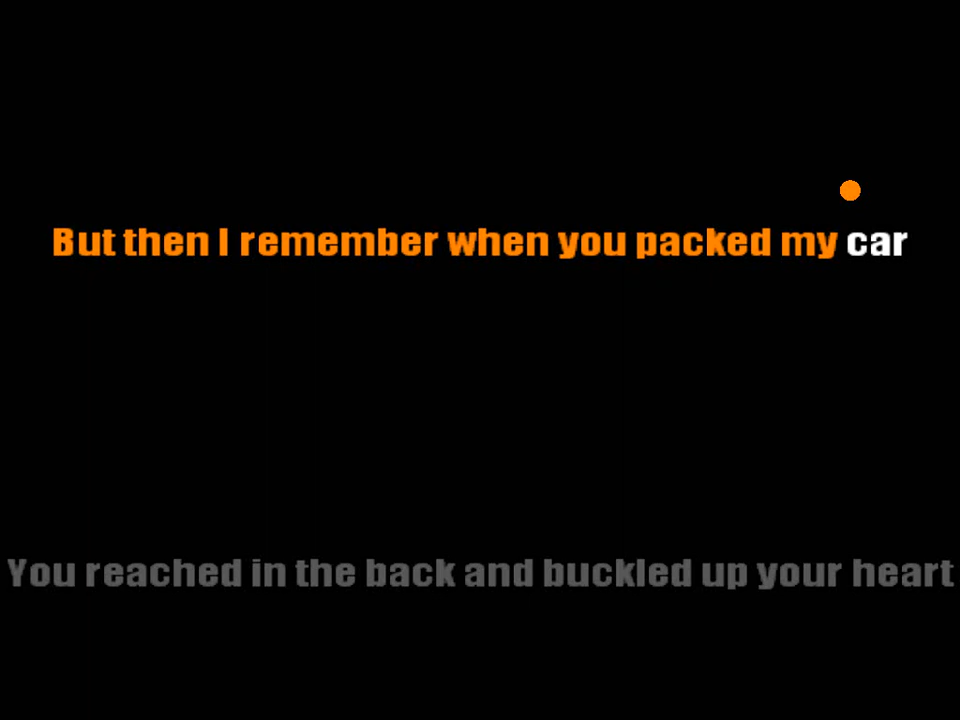 But then I remember when you packed my car
You reached in the back and buckled up your heart